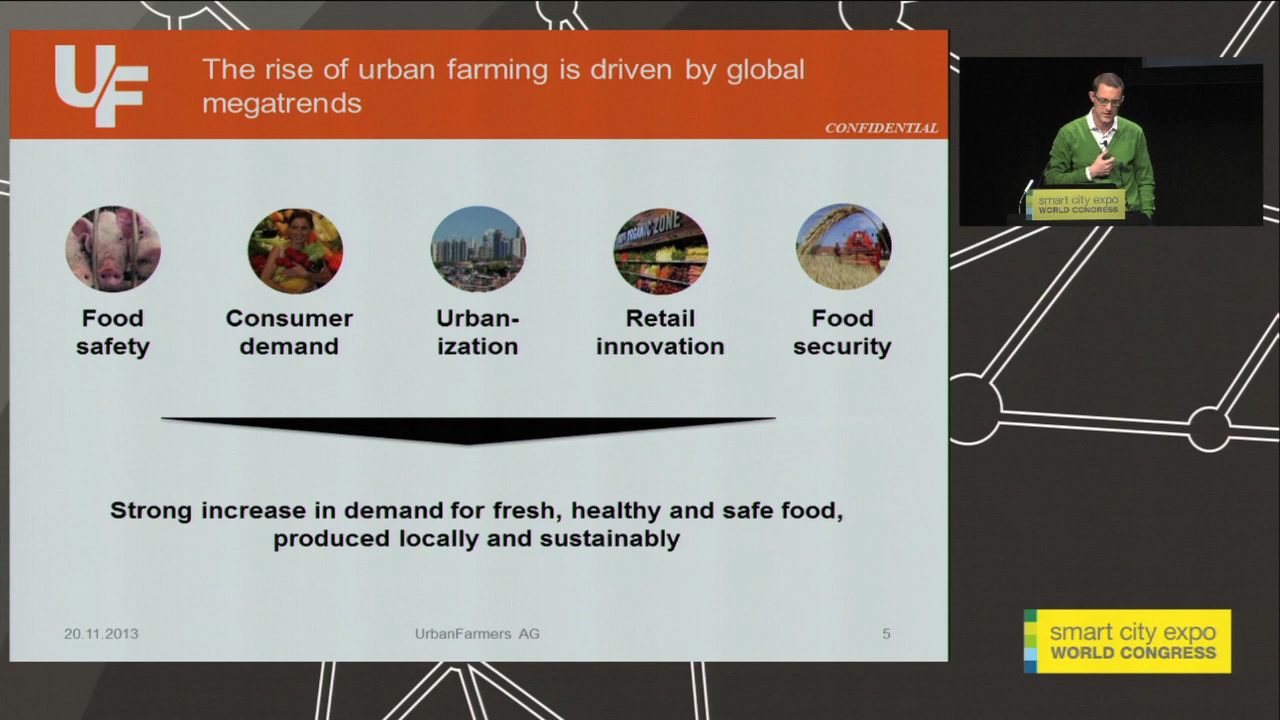 UF
The rise of urban farming is driven by global
megatrends
CONFIDENTIAL
ORGANIC ZONE
Food
safety
Consumer
demand
Urban-
ization
Retail
innovation
Food
security
Strong increase in demand for fresh, healthy and safe food,
produced locally and sustainably
20.11.2013
UrbanFarmers AG
5
smart city expo
WORLD CONGRESS
smart city expo
WORLD CONGRESS